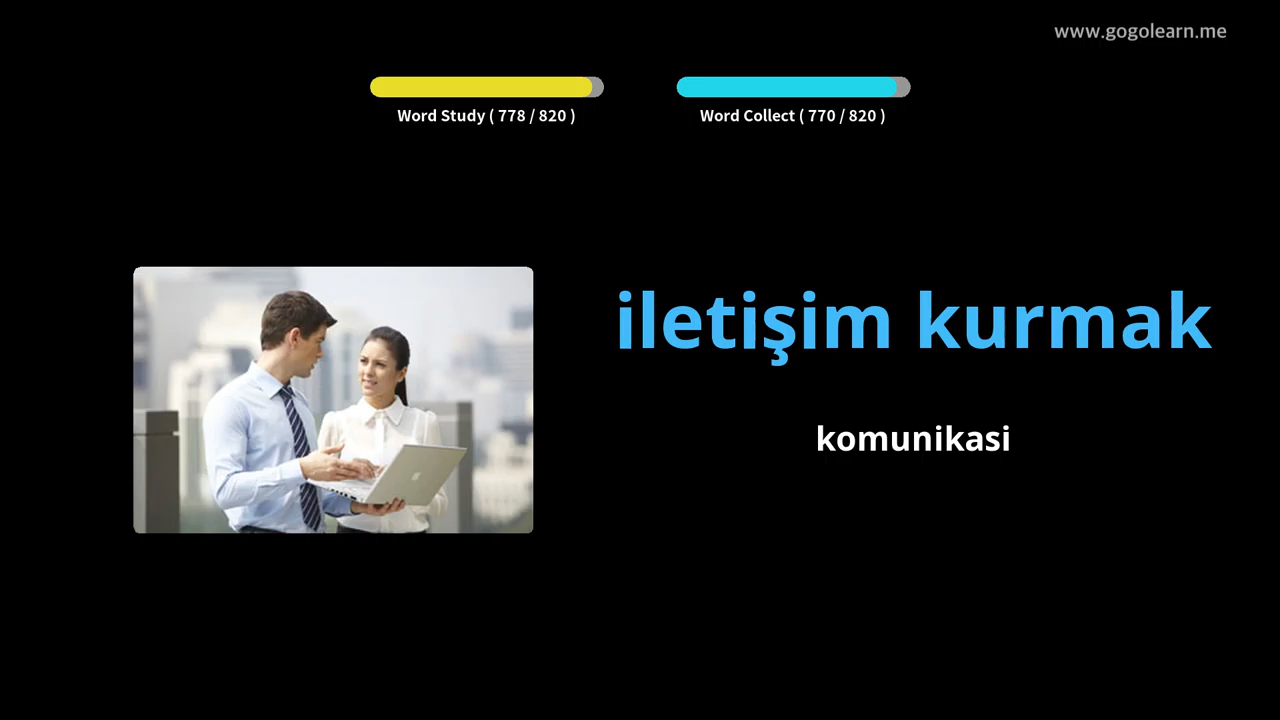 www.gogolearn.me
Word Study ( 778 / 820 )
Word Collect ( 770 / 820 )
iletişim kurmak
komunikasi